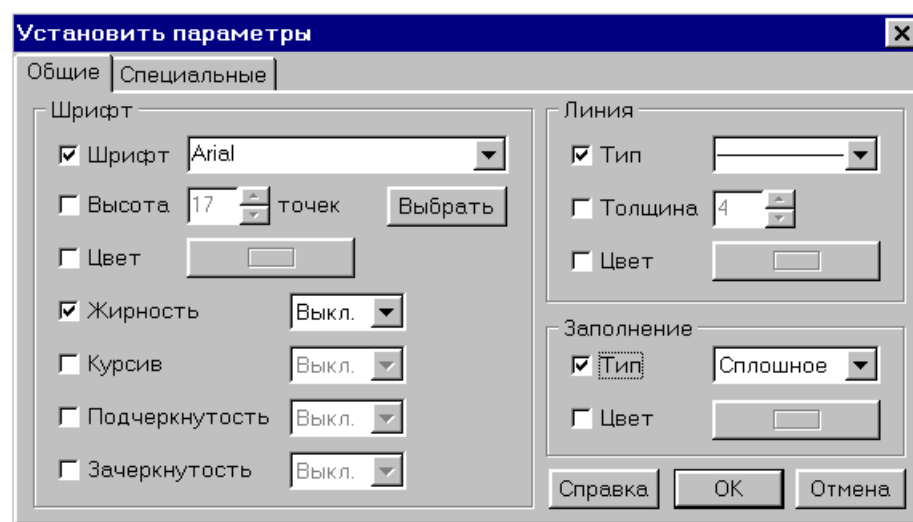 Установить параметры
Общие
Специальные
Шрифт
Шрифт Arial
Высота 17 точек Выбрать
Цвет
Жирность Выкл.
Курсив Выкл.
Подчеркнутость Выкл.
Зачеркнутость Выкл.
Линия
Тип
Толщина 4
Цвет
Заполнение
Тип Сплошное
Цвет
Справка
OK
Отмена